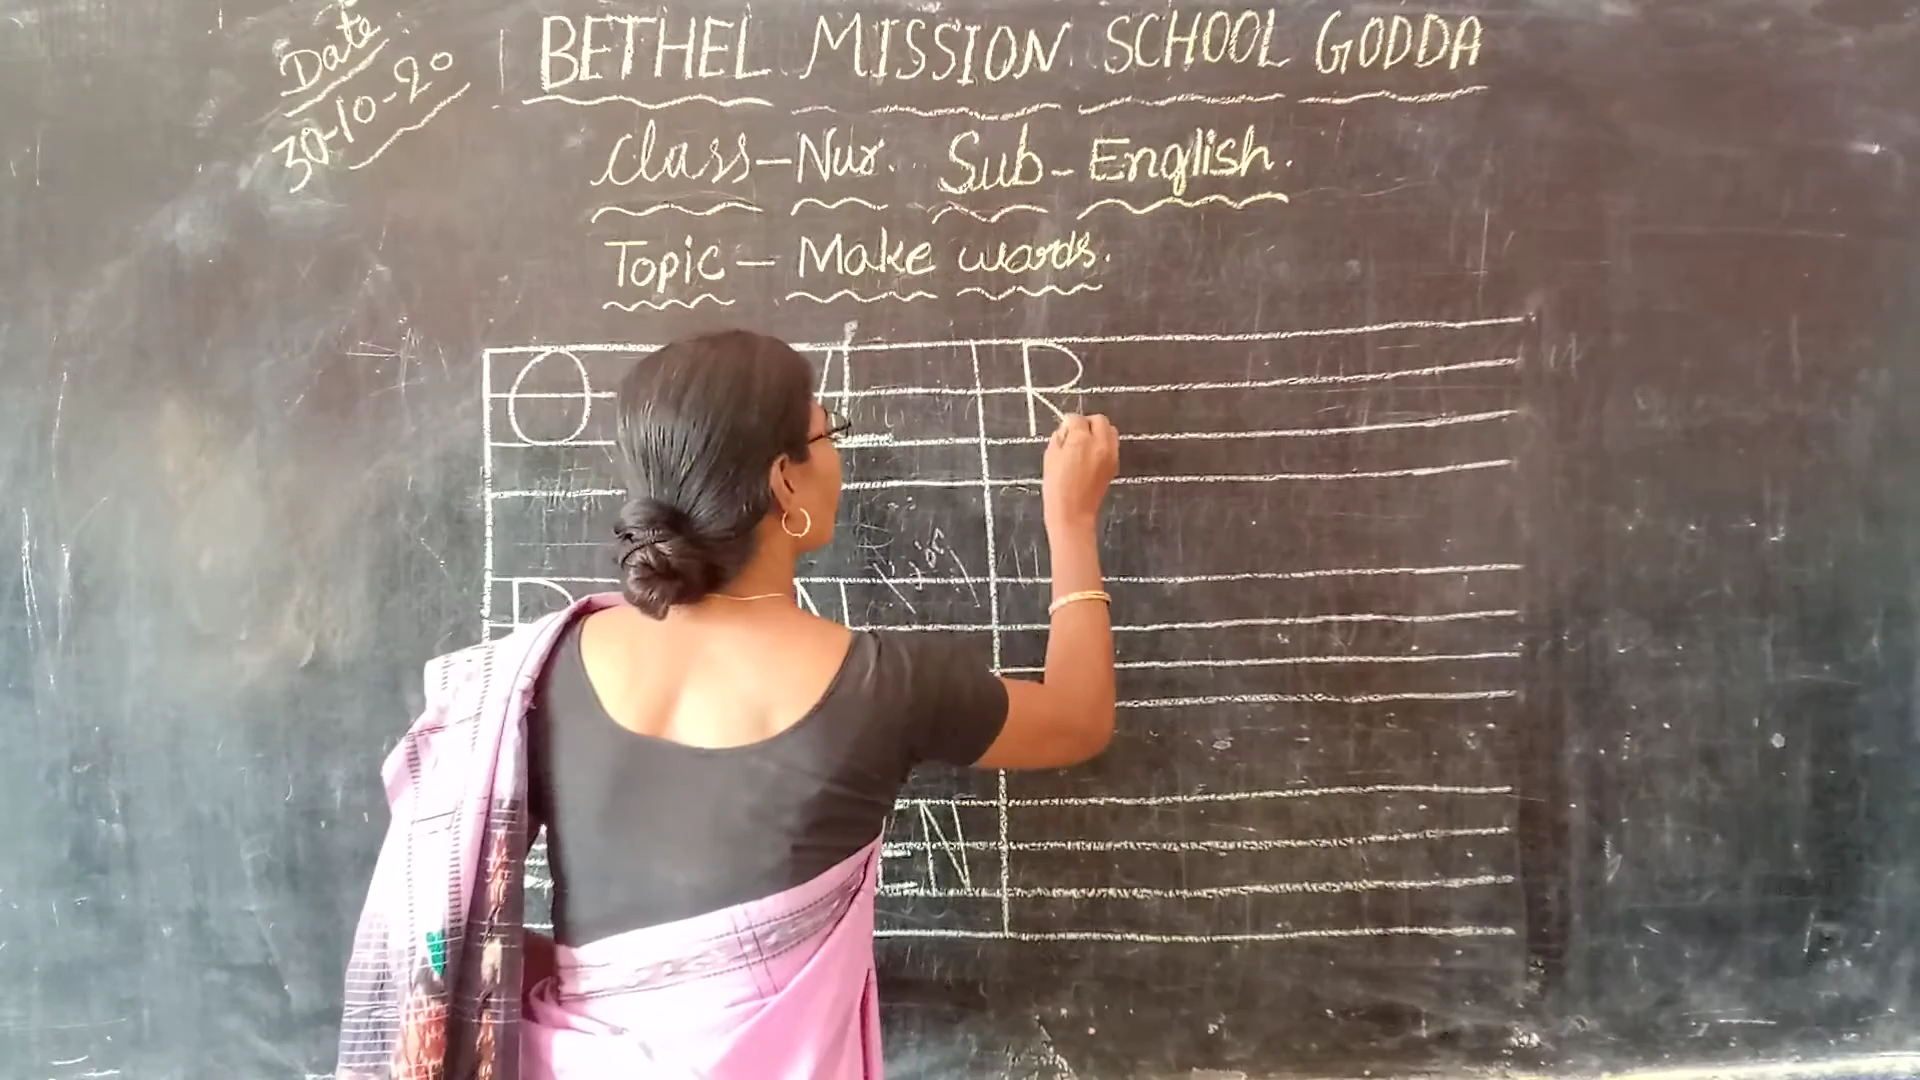 Date
30-10-20
BETHEL MISSION SCHOOL GODDA
Class-Nur. Sub-English.
Topic- Make words.
O R
N
N